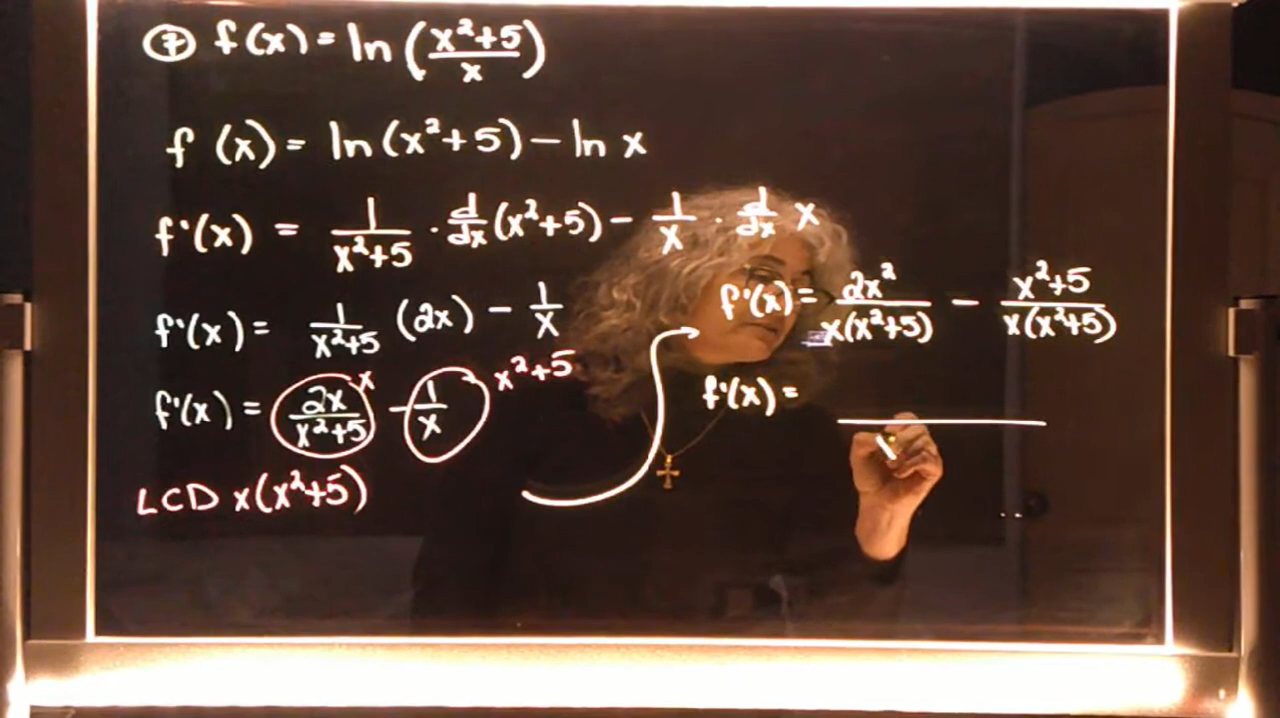 ⑦ f(x) = ln((x²+5)/x)
f(x) = ln(x²+5) − ln x
f'(x) = 1/(x²+5) · d/dx (x²+5) − 1/x · d/dx x
f'(x) = 1/(x²+5) (2x) − 1/x
f'(x) = 2x/(x²+5) x − 1/x x²+5
LCD x(x²+5)
f'(x) = 2x²/(x(x²+5)) − (x²+5)/(x(x²+5))
f'(x) =